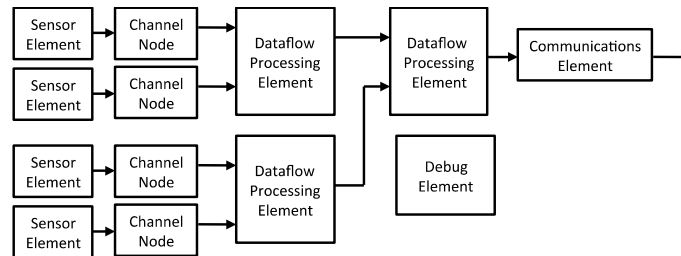 Sensor
Element
Channel
Node
Sensor
Element
Channel
Node
Dataflow
Processing
Element
Dataflow
Processing
Element
Communications
Element
Sensor
Element
Channel
Node
Sensor
Element
Channel
Node
Dataflow
Processing
Element
Debug
Element